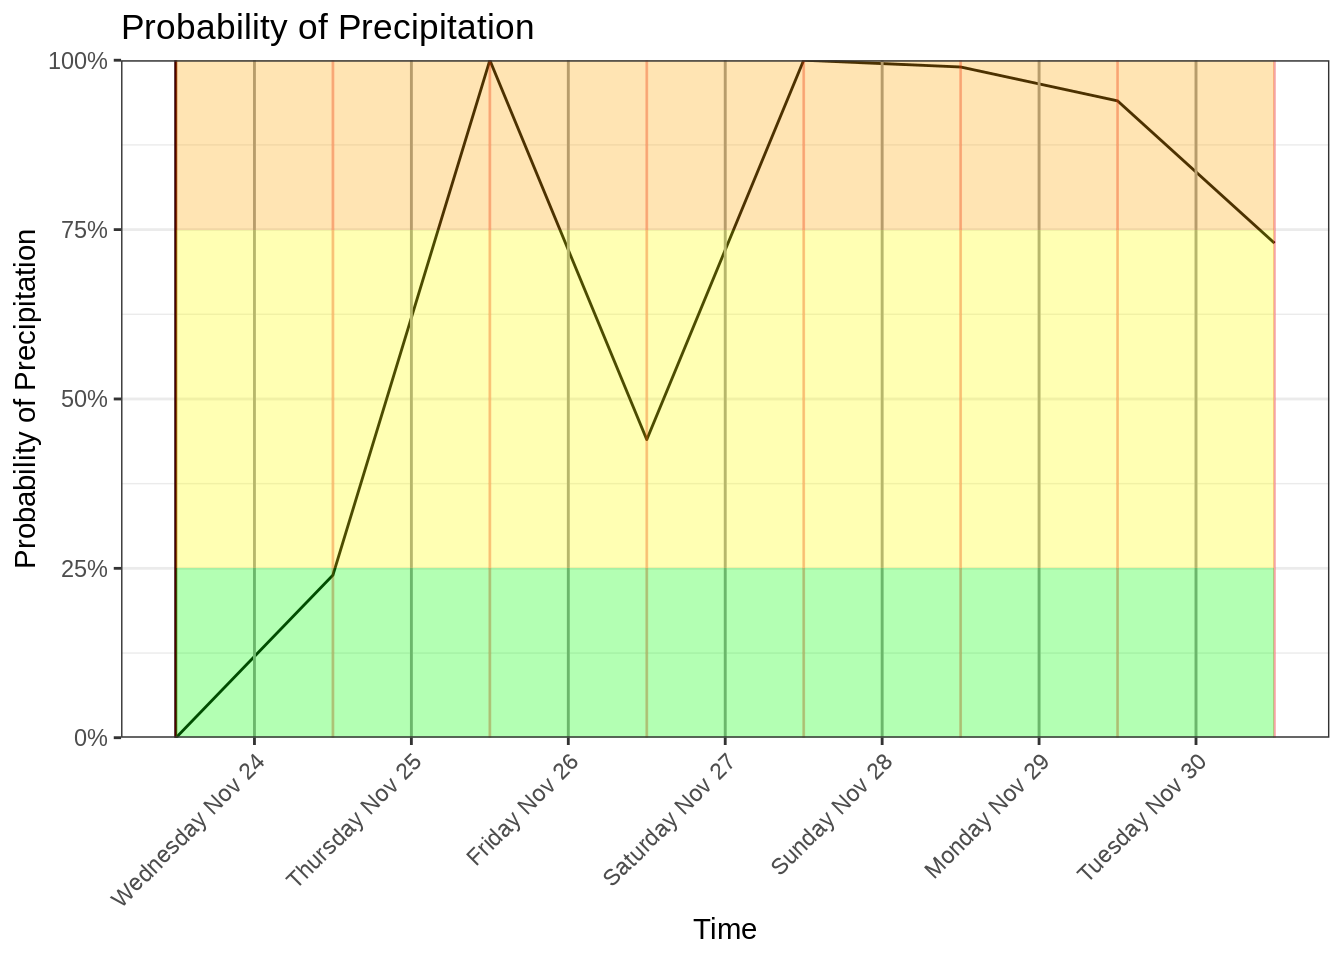 Probability of Precipitation
Probability of Precipitation
100%
75%
50%
25%
0%
Wednesday Nov 24
Thursday Nov 25
Friday Nov 26
Saturday Nov 27
Sunday Nov 28
Monday Nov 29
Tuesday Nov 30
Time